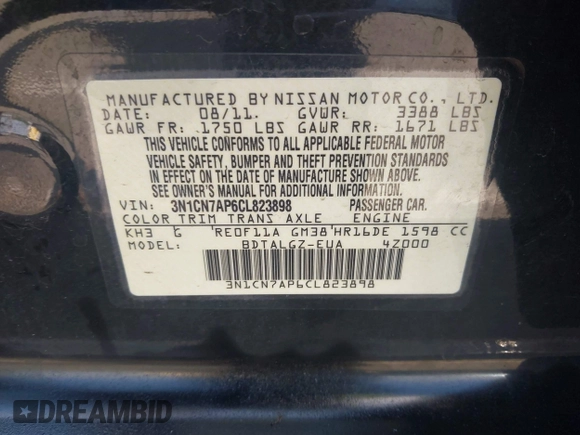 MANUFACTURED BY NISSAN MOTOR CO., LTD.
DATE: 08/11. GVWR: 3388 LBS
GAWR FR: 1750 LBS GAWR RR: 1671 LBS
THIS VEHICLE CONFORMS TO ALL APPLICABLE FEDERAL MOTOR
VEHICLE SAFETY, BUMPER AND THEFT PREVENTION STANDARDS
IN EFFECT ON THE DATE OF MANUFACTURE SHOWN ABOVE.
SEE OWNER'S MANUAL FOR ADDITIONAL INFORMATION.
VIN: 3N1CN7AP6CL823898 PASSENGER CAR.
COLOR TRIM TRANS AXLE ENGINE
KH3 G 'RE0F11A GM38'HR16DE 1598 CC
MODEL: BDTALGZ-EUA 4Z000
3N1CN7AP6CL823898
DREAMBID